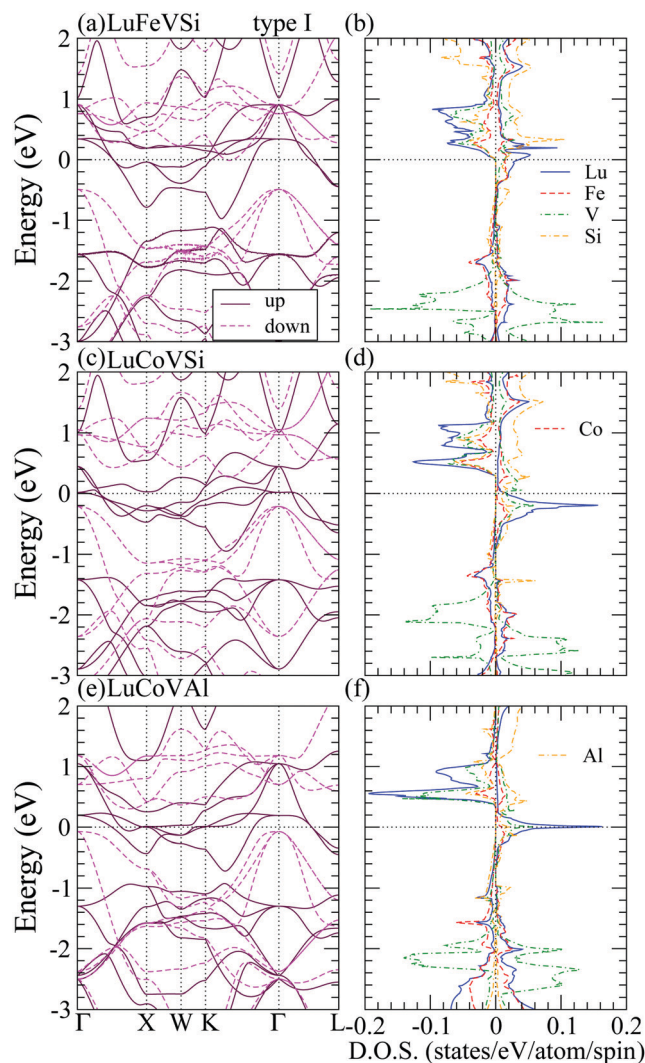 (a)LuFeVSi type I (b)
2
1
0
-1
-2
-3
Energy (eV)
up
down
Lu
Fe
V
Si
(c)LuCoVSi (d)
2
1
0
-1
-2
-3
Energy (eV)
Co
(e)LuCoVAl (f)
2
1
0
-1
-2
-3
Energy (eV)
Al
Γ X W K Γ L
-0.2 -0.1 0 0.1 0.2
D.O.S. (states/eV/atom/spin)